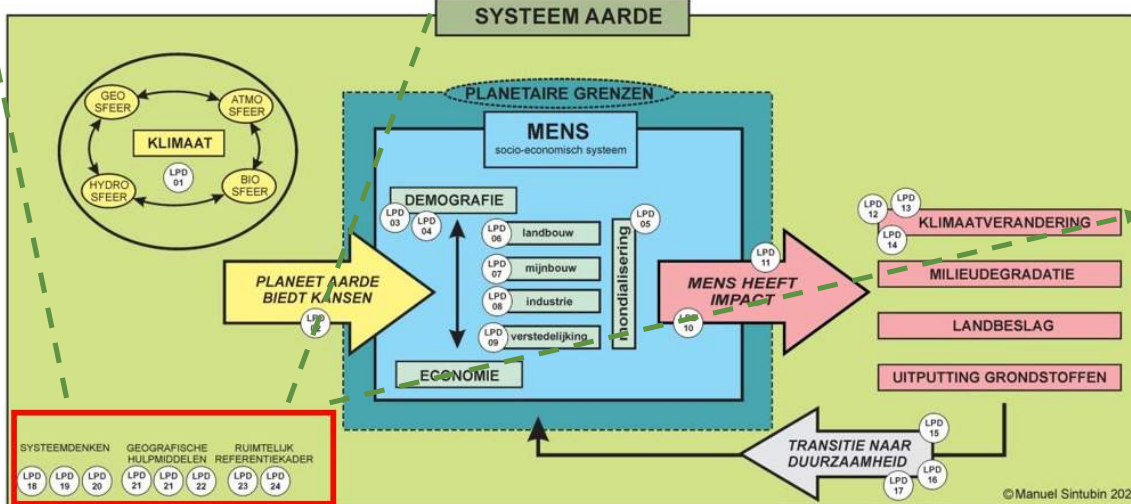 SYSTEEM AARDE
GEO
SFEER
ATMO
SFEER
KLIMAAT
LPD
01
HYDRO
SFEER
BIO
SFEER
PLANETAIRE GRENZEN
MENS
socio-economisch systeem
DEMOGRAFIE
LPD
03
LPD
04
LPD
05
LPD
06
landbouw
LPD
07
mijnbouw
LPD
08
industrie
LPD
09
verstedelijking
mondialisering
ECONOMIE
PLANEET AARDE
BIEDT KANSEN
LPD
02
LPD
11
MENS HEEFT
IMPACT
LPD
10
LPD
12
LPD
13
LPD
14
KLIMAATVERANDERING
MILIEUDEGRADATIE
LANDBESLAG
UITPUTTING GRONDSTOFFEN
TRANSITIE NAAR
DUURZAAMHEID
LPD
15
LPD
16
LPD
17
SYSTEEMDENKEN
LPD
18
LPD
19
LPD
20
GEOGRAFISCHE
HULPMIDDELEN
LPD
21
LPD
21
LPD
22
RUIMTELIJK
REFERENTIEKADER
LPD
23
LPD
24
©Manuel Sintubin 202